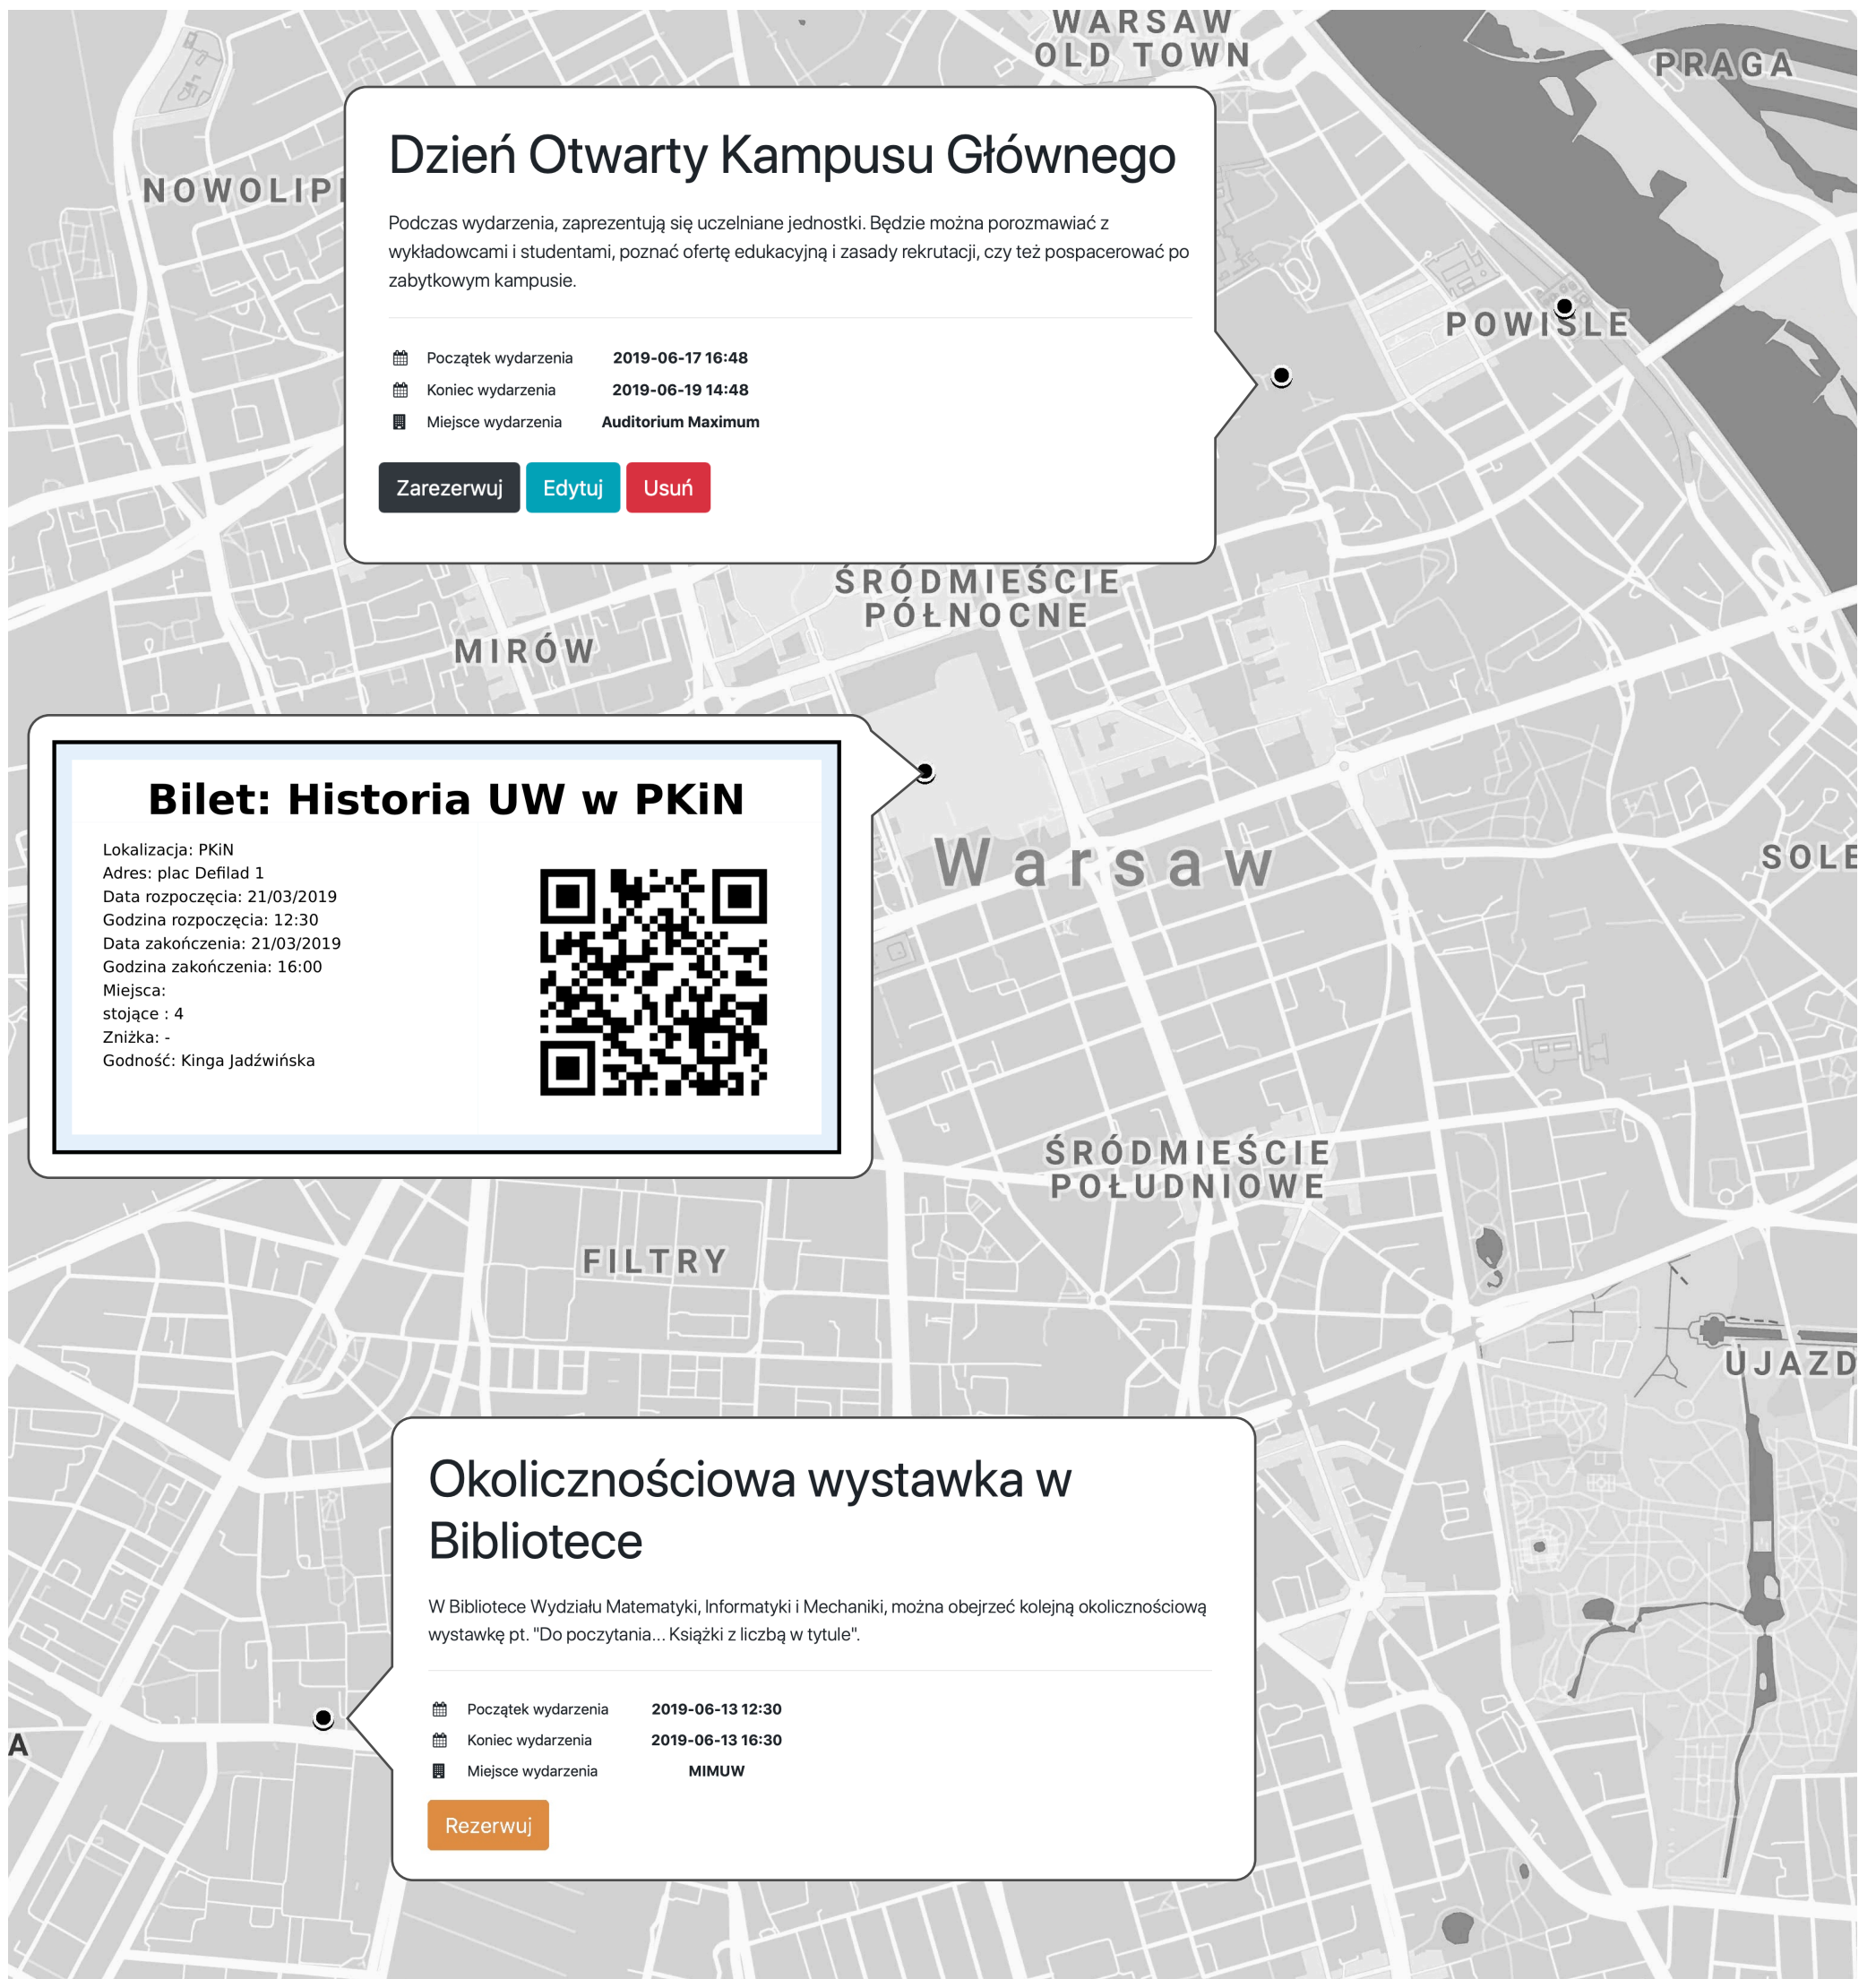 WARSAW
OLD TOWN
PRAGA
NOWOLIPI
Dzień Otwarty Kampusu Głównego
Podczas wydarzenia, zaprezentują się uczelniane jednostki. Będzie można porozmawiać z
wykładowcami i studentami, poznać ofertę edukacyjną i zasady rekrutacji, czy też pospacerować po
zabytkowym kampusie.
Początek wydarzenia 2019-06-17 16:48
Koniec wydarzenia 2019-06-19 14:48
Miejsce wydarzenia Auditorium Maximum
Zarezerwuj Edytuj Usuń
POWIŚLE
ŚRÓDMIEŚCIE
PÓŁNOCNE
MIRÓW
Bilet: Historia UW w PKiN
Lokalizacja: PKiN
Adres: plac Defilad 1
Data rozpoczęcia: 21/03/2019
Godzina rozpoczęcia: 12:30
Data zakończenia: 21/03/2019
Godzina zakończenia: 16:00
Miejsca:
stojące : 4
Zniżka: -
Godność: Kinga Jadźwińska
Warsaw
SOLE
ŚRÓDMIEŚCIE
POŁUDNIOWE
FILTRY
UJAZD
Okolicznościowa wystawka w
Bibliotece
W Bibliotece Wydziału Matematyki, Informatyki i Mechaniki, można obejrzeć kolejną okolicznościową
wystawkę pt. "Do poczytania... Książki z liczbą w tytule".
Początek wydarzenia 2019-06-13 12:30
Koniec wydarzenia 2019-06-13 16:30
Miejsce wydarzenia MIMUW
Rezerwuj
A